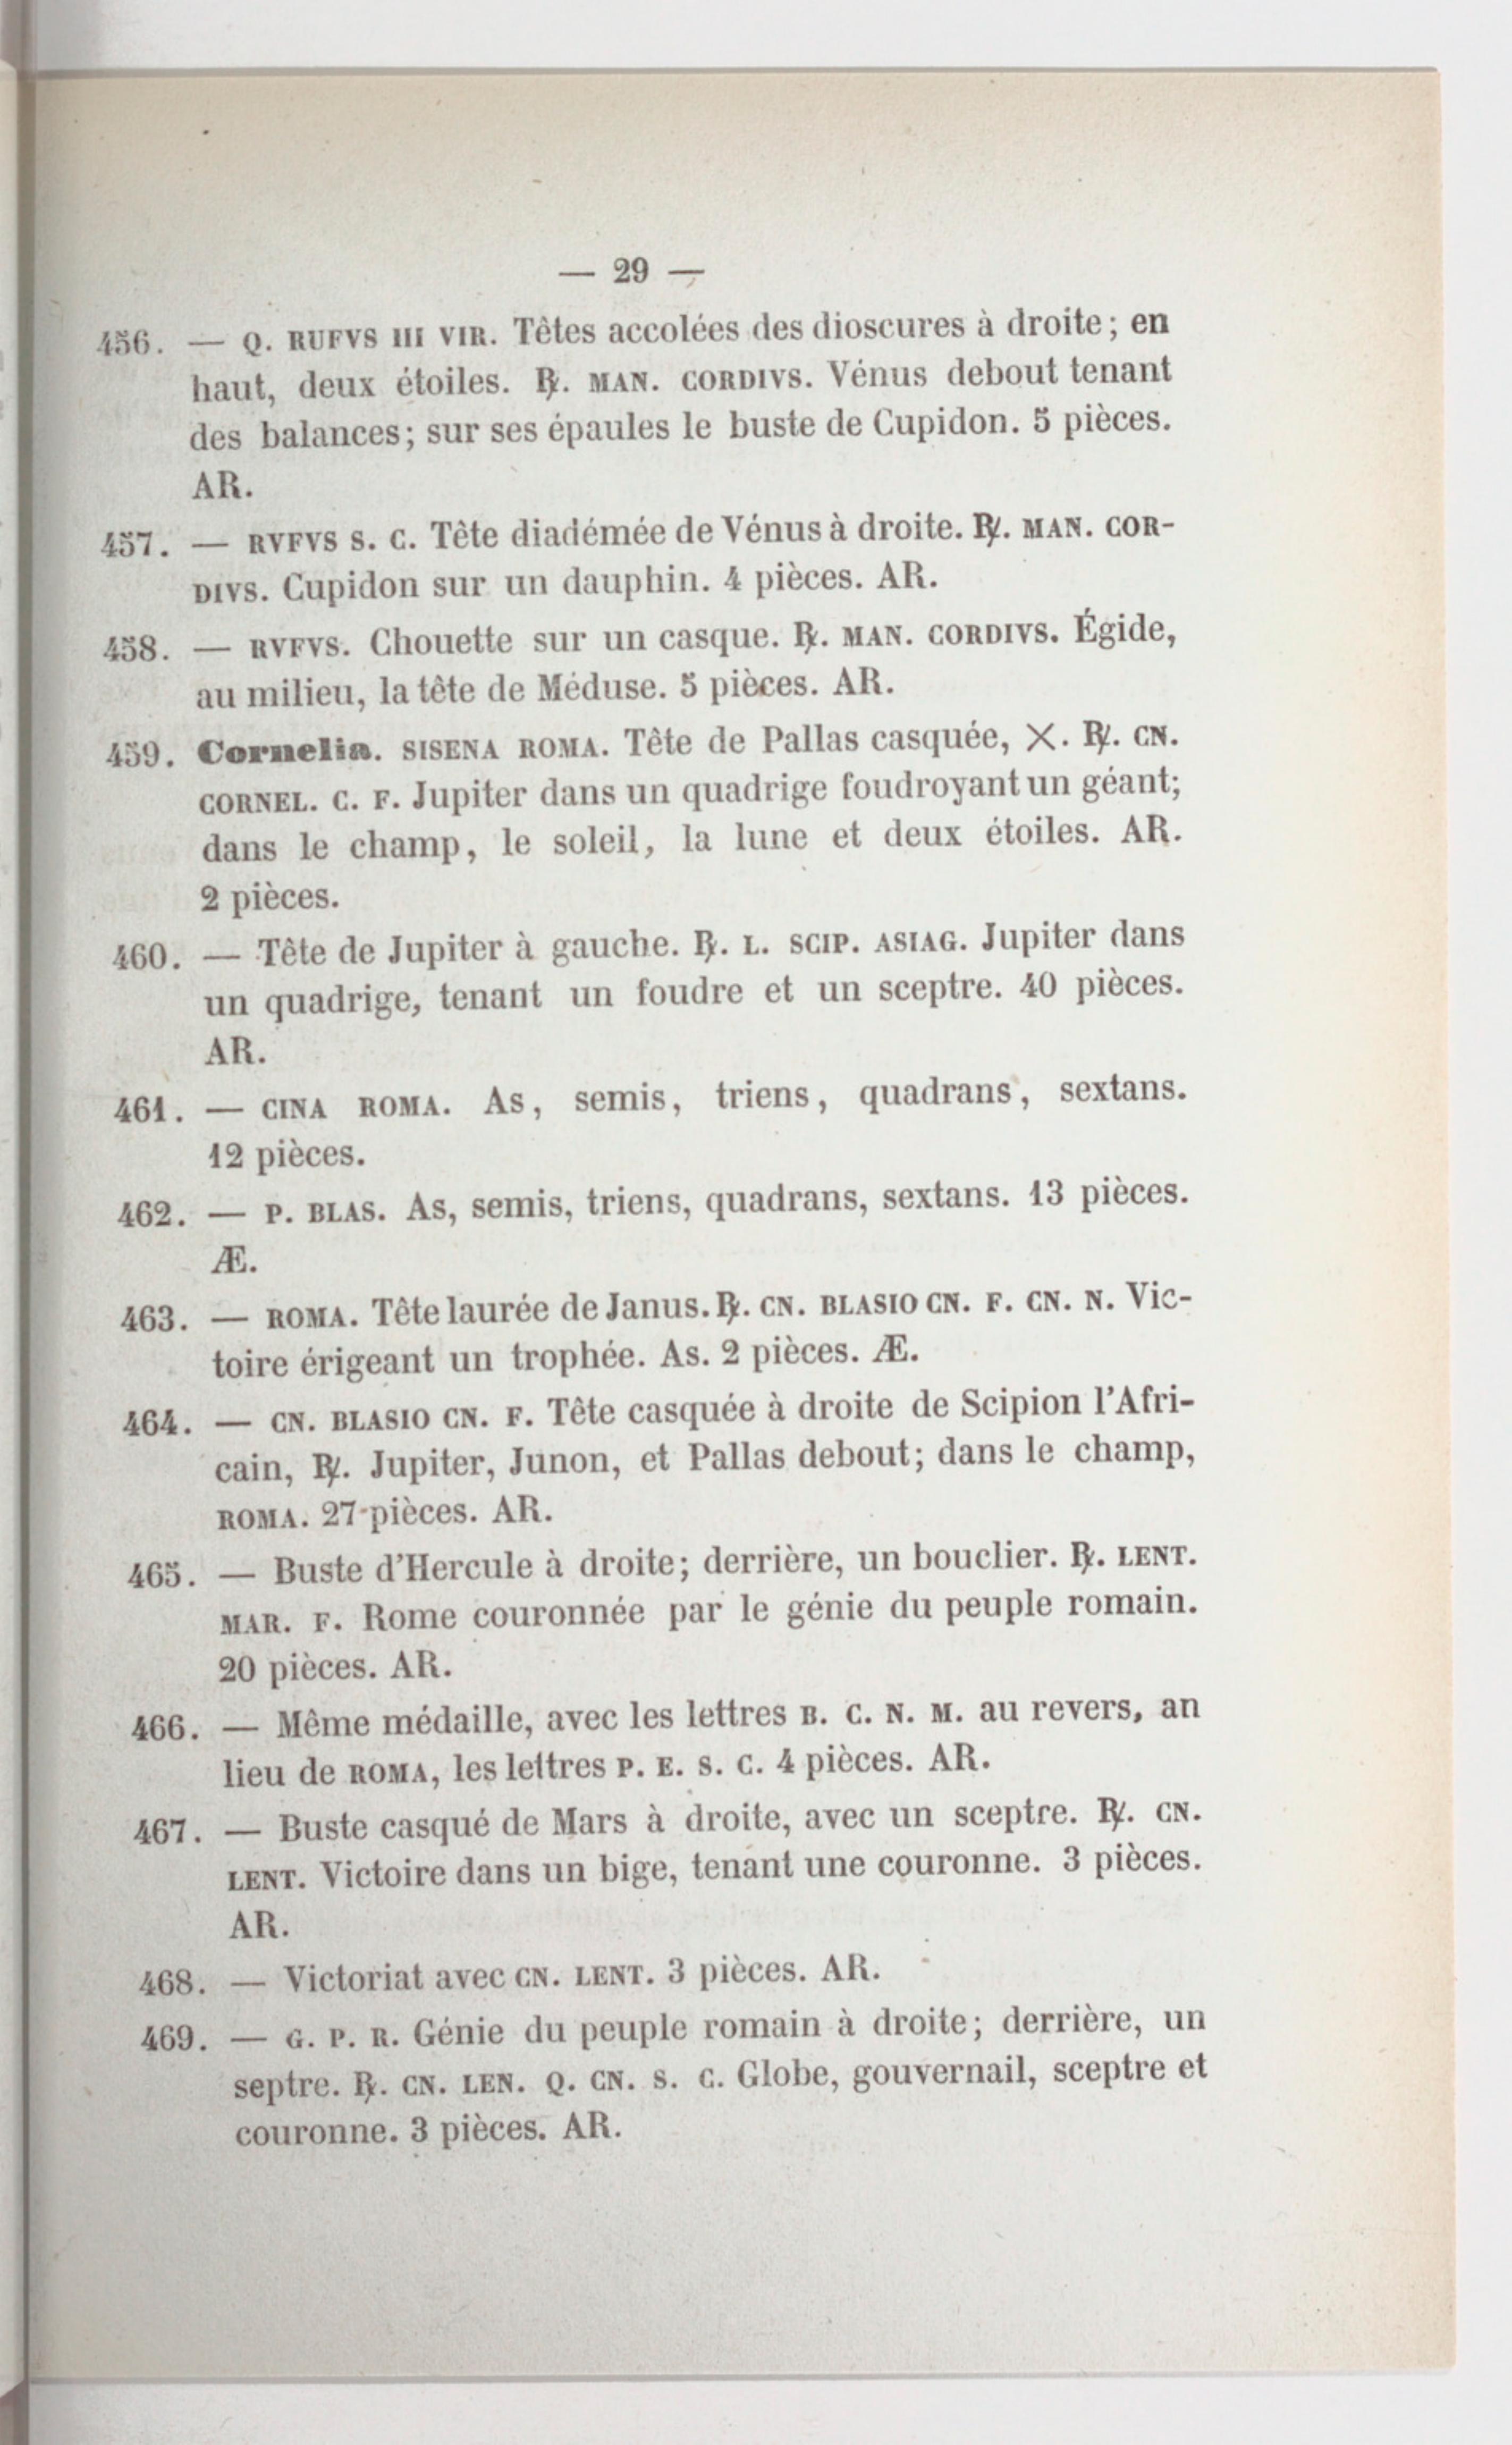 — 29 —
456. — Q. RUFVS III VIR. Têtes accolées des dioscures à droite; en
haut, deux étoiles. ℞. MAN. CORDIVS. Vénus debout tenant
des balances; sur ses épaules le buste de Cupidon. 5 pièces.
AR.
457. — RVFVS S. C. Tête diadémée de Vénus à droite. ℞. MAN. COR-
DIVS. Cupidon sur un dauphin. 4 pièces. AR.
458. — RVFVS. Chouette sur un casque. ℞. MAN. CORDIVS. Égide,
au milieu, la tête de Méduse. 5 pièces. AR.
459. Cornelia. SISENA ROMA. Tête de Pallas casquée, X. ℞. CN.
CORNEL. C. F. Jupiter dans un quadrige foudroyant un géant;
dans le champ, le soleil, la lune et deux étoiles. AR.
2 pièces.
460. — Tête de Jupiter à gauche. ℞. L. SCIP. ASIAG. Jupiter dans
un quadrige, tenant un foudre et un sceptre. 40 pièces.
AR.
461. — CINA ROMA. As, semis, triens, quadrans, sextans.
12 pièces.
462. — P. BLAS. As, semis, triens, quadrans, sextans. 13 pièces.
Æ.
463. — ROMA. Tête laurée de Janus. ℞. CN. BLASIO CN. F. CN. N. Vic-
toire érigeant un trophée. As. 2 pièces. Æ.
464. — CN. BLASIO CN. F. Tête casquée à droite de Scipion l'Afri-
cain, ℞. Jupiter, Junon, et Pallas debout; dans le champ,
ROMA. 27 pièces. AR.
465. — Buste d'Hercule à droite; derrière, un bouclier. ℞. LENT.
MAR. F. Rome couronnée par le génie du peuple romain.
20 pièces. AR.
466. — Même médaille, avec les lettres B. C. N. M. au revers, an
lieu de ROMA, les lettres P. E. S. C. 4 pièces. AR.
467. — Buste casqué de Mars à droite, avec un sceptre. ℞. CN.
LENT. Victoire dans un bige, tenant une couronne. 3 pièces.
AR.
468. — Victoriat avec CN. LENT. 3 pièces. AR.
469. — G. P. R. Génie du peuple romain à droite; derrière, un
septre. ℞. CN. LEN. Q. CN. S. C. Globe, gouvernail, sceptre et
couronne. 3 pièces. AR.